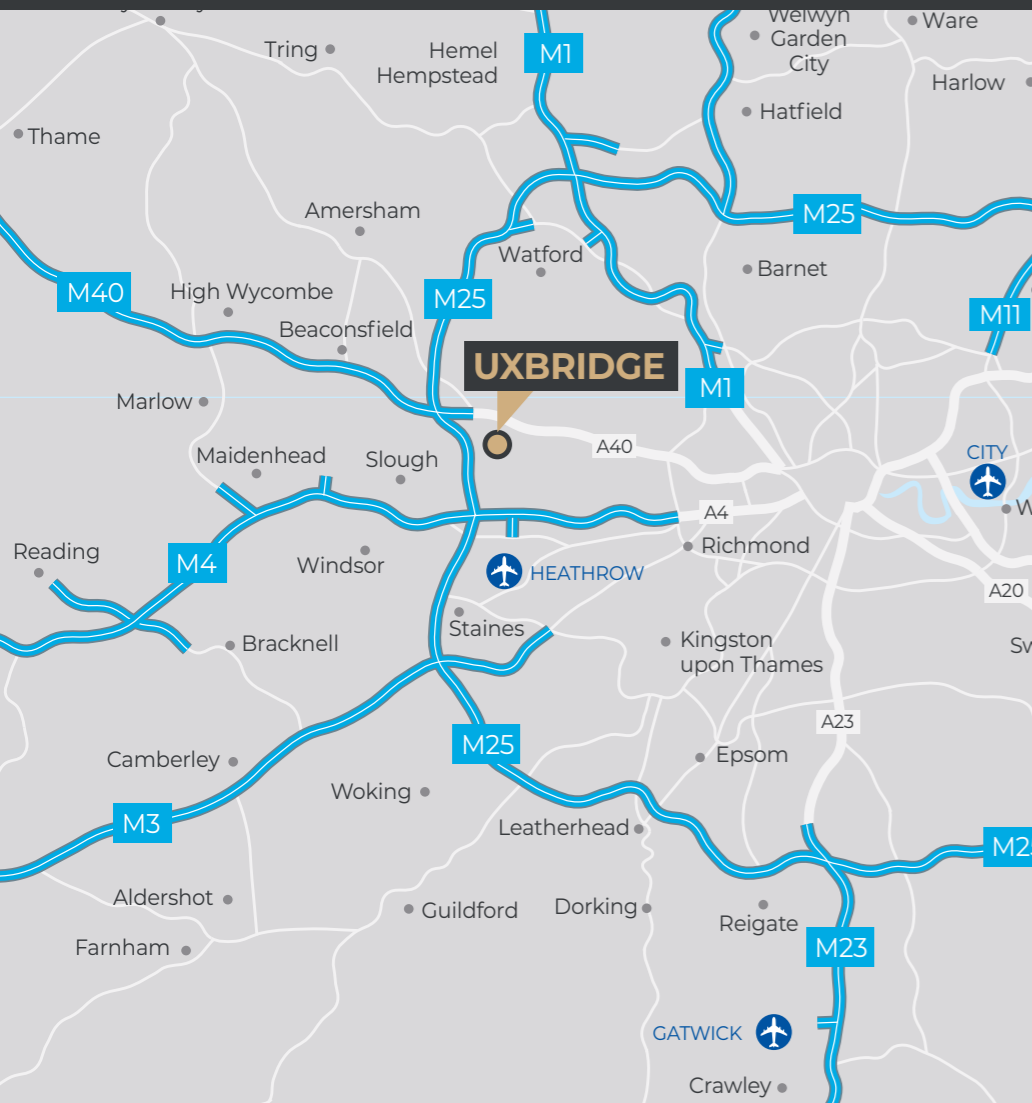 Welwyn
Garden
City
Ware
Tring
Hemel
Hempstead
M1
Harlow
Hatfield
Thame
Amersham
M25
Watford
Barnet
M40
High Wycombe
M25
M11
Beaconsfield
UXBRIDGE
M1
Marlow
A40
Maidenhead
Slough
CITY
A4
Reading
M4
Windsor
Richmond
HEATHROW
A20
Staines
Bracknell
Kingston
upon Thames
A23
M25
Epsom
Camberley
Woking
M3
Leatherhead
Aldershot
Guildford
Dorking
Reigate
Farnham
M23
GATWICK
Crawley